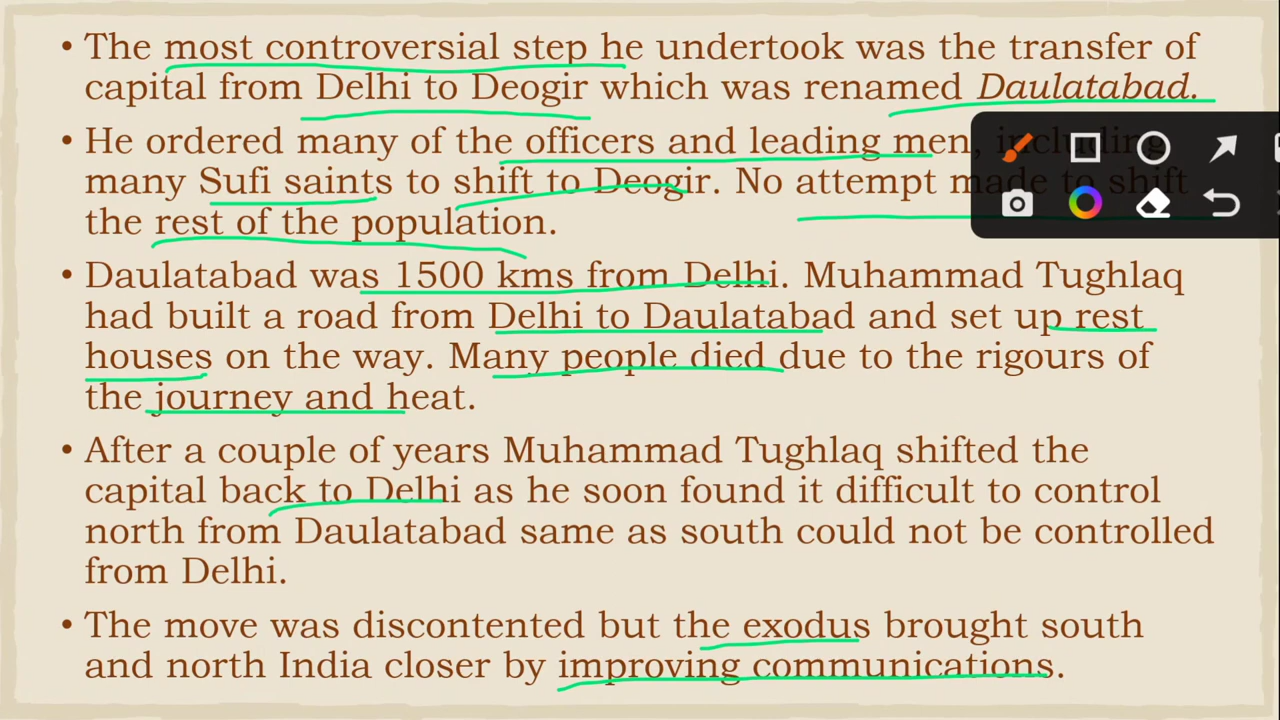 • The most controversial step he undertook was the transfer of
capital from Delhi to Deogir which was renamed Daulatabad.
• He ordered many of the officers and leading men, including
many Sufi saints to shift to Deogir. No attempt made to shift
the rest of the population.
• Daulatabad was 1500 kms from Delhi. Muhammad Tughlaq
had built a road from Delhi to Daulatabad and set up rest
houses on the way. Many people died due to the rigours of
the journey and heat.
• After a couple of years Muhammad Tughlaq shifted the
capital back to Delhi as he soon found it difficult to control
north from Daulatabad same as south could not be controlled
from Delhi.
• The move was discontented but the exodus brought south
and north India closer by improving communications.